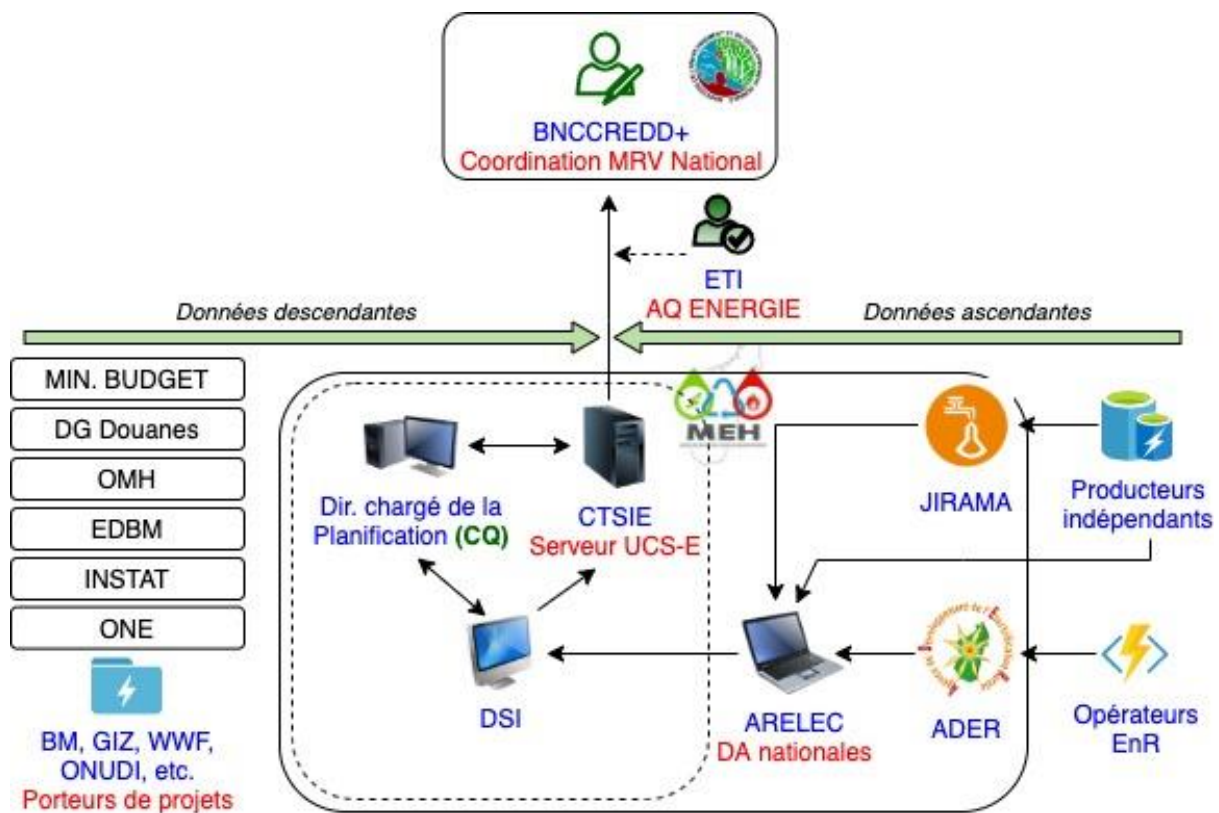 BNCCREDD+
Coordination MRV National
ETI
AQ ENERGIE
Données descendantes
Données ascendantes
MIN. BUDGET
DG Douanes
OMH
EDBM
INSTAT
ONE
BM, GIZ, WWF,
ONUDI, etc.
Porteurs de projets
MEH
Dir. chargé de la
Planification (CQ)
CTSIE
Serveur UCS-E
DSI
JIRAMA
Producteurs
indépendants
ARELEC
DA nationales
ADER
Opérateurs
EnR